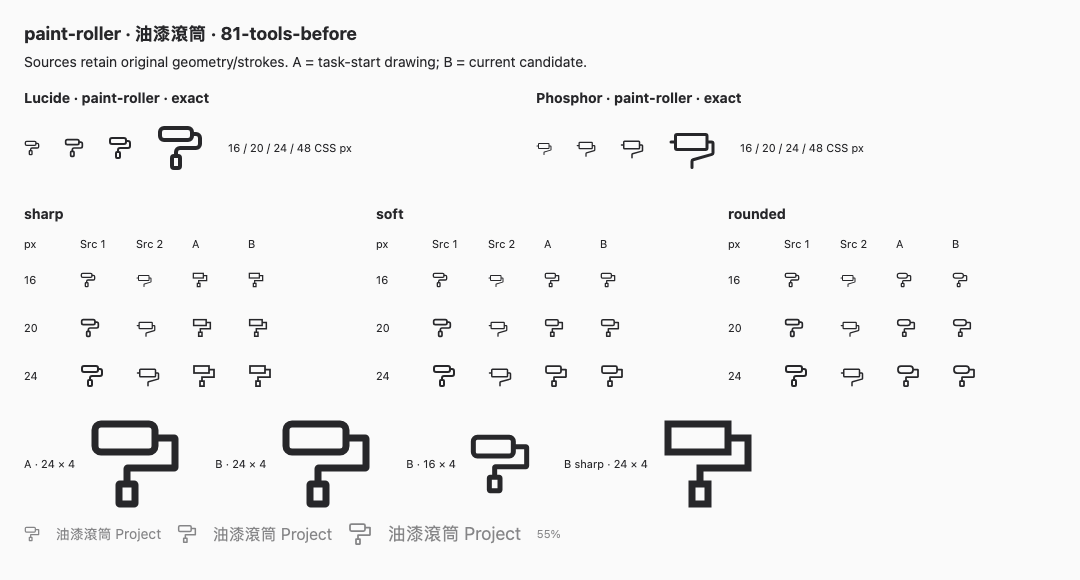 paint-roller · 油漆滾筒 · 81-tools-before
Sources retain original geometry/strokes. A = task-start drawing; B = current candidate.
Lucide · paint-roller · exact
Phosphor · paint-roller · exact
16 / 20 / 24 / 48 CSS px
16 / 20 / 24 / 48 CSS px
sharp
soft
rounded
px Src 1 Src 2 A B
px Src 1 Src 2 A B
px Src 1 Src 2 A B
16
16
16
20
20
20
24
24
24
A · 24 × 4
B · 24 × 4
B · 16 × 4
B sharp · 24 × 4
油漆滾筒 Project
油漆滾筒 Project
油漆滾筒 Project
55%